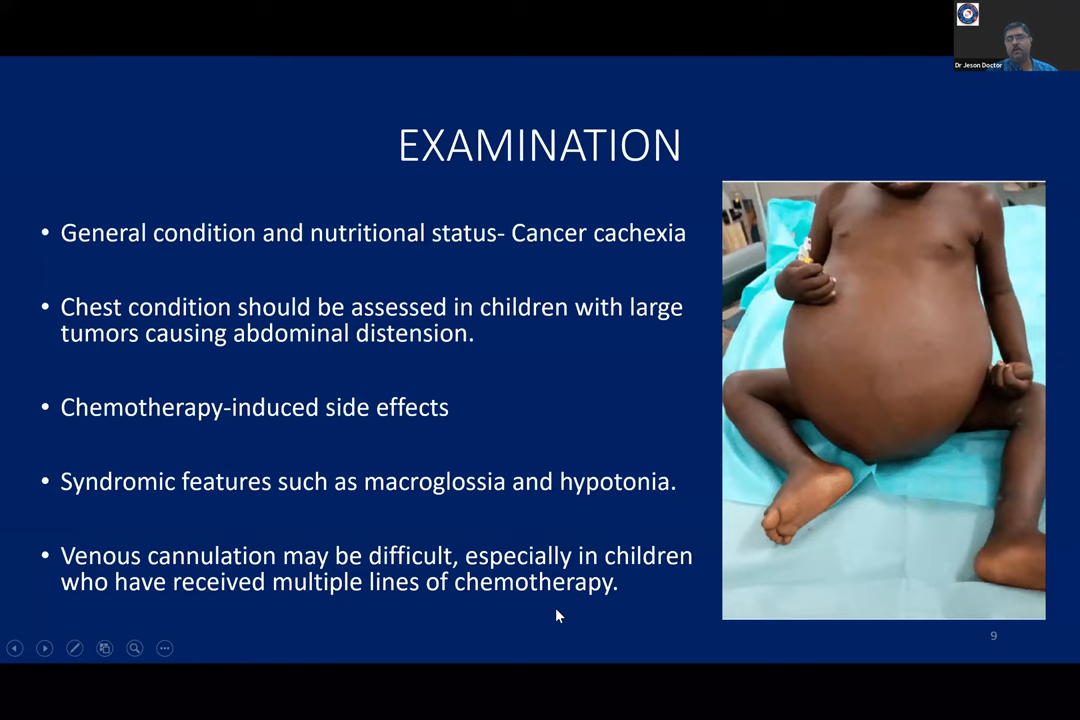 Dr Jeson Doctor
EXAMINATION
• General condition and nutritional status- Cancer cachexia
• Chest condition should be assessed in children with large
tumors causing abdominal distension.
• Chemotherapy-induced side effects
• Syndromic features such as macroglossia and hypotonia.
• Venous cannulation may be difficult, especially in children
who have received multiple lines of chemotherapy.
9